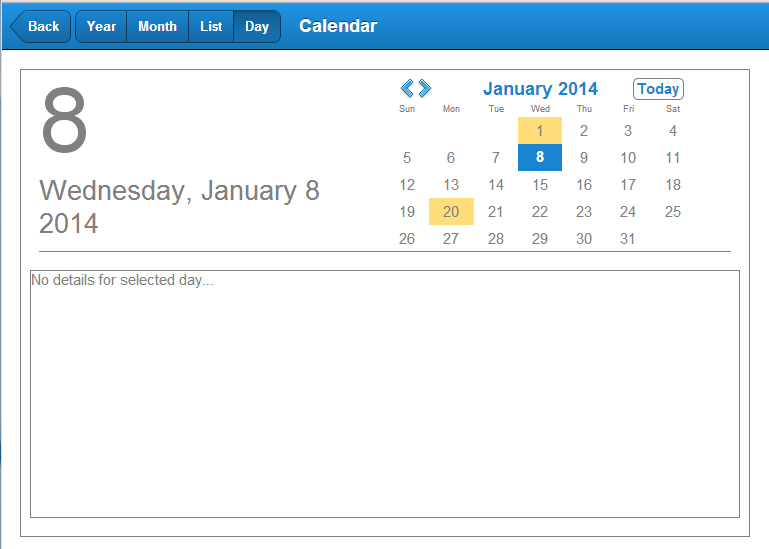 Back Year Month List Day Calendar
8
Wednesday, January 8
2014
January 2014 Today
Sun Mon Tue Wed Thu Fri Sat
1 2 3 4
5 6 7 8 9 10 11
12 13 14 15 16 17 18
19 20 21 22 23 24 25
26 27 28 29 30 31
No details for selected day...